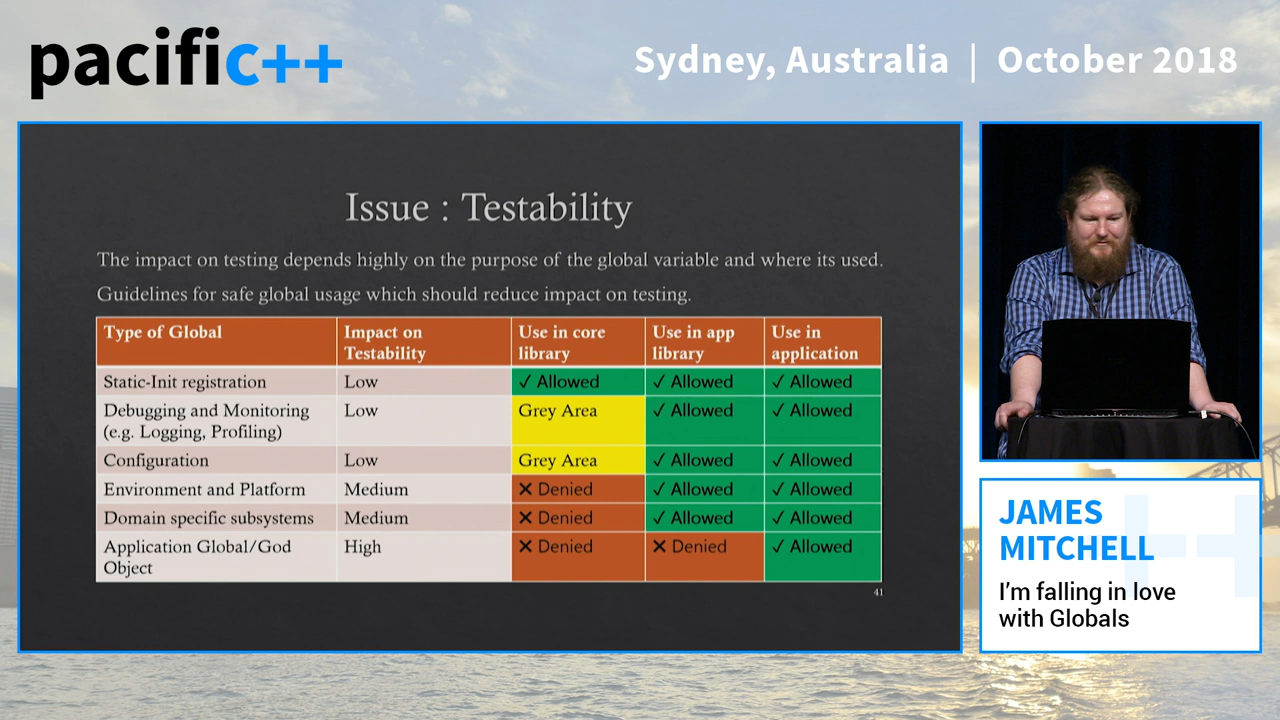 pacific++
Sydney, Australia | October 2018
Issue : Testability
The impact on testing depends highly on the purpose of the global variable and where its used.
Guidelines for safe global usage which should reduce impact on testing.
Type of Global
Impact on
Testability
Use in core
library
Use in app
library
Use in
application
Static-Init registration
Low
✓ Allowed
✓ Allowed
✓ Allowed
Debugging and Monitoring
(e.g. Logging, Profiling)
Low
Grey Area
✓ Allowed
✓ Allowed
Configuration
Low
Grey Area
✓ Allowed
✓ Allowed
Environment and Platform
Medium
✕ Denied
✓ Allowed
✓ Allowed
Domain specific subsystems
Medium
✕ Denied
✓ Allowed
✓ Allowed
Application Global/God
Object
High
✕ Denied
✕ Denied
✓ Allowed
41
JAMES
MITCHELL
I'm falling in love
with Globals